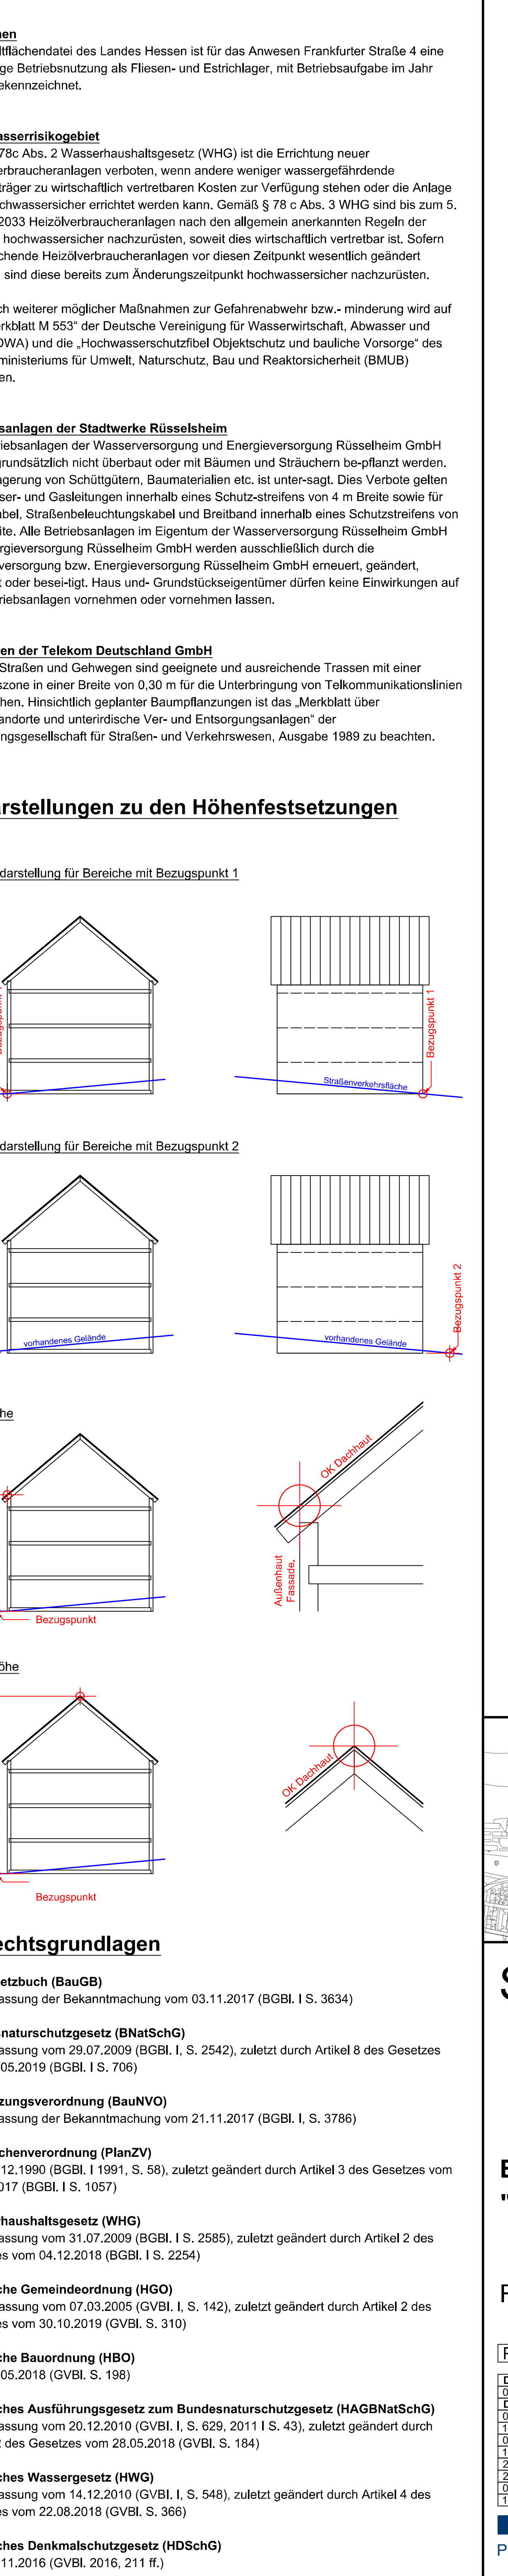 nen
ltflächendatei des Landes Hessen ist für das Anwesen Frankfurter Straße 4 eine
ige Betriebsnutzung als Fliesen- und Estrichlager, mit Betriebsaufgabe im Jahr
ekennzeichnet.
asserrisikogebiet
78c Abs. 2 Wasserhaushaltsgesetz (WHG) ist die Errichtung neuer
erbraucheranlagen verboten, wenn andere weniger wassergefährdende
träger zu wirtschaftlich vertretbaren Kosten zur Verfügung stehen oder die Anlage
chwassersicher errichtet werden kann. Gemäß § 78 c Abs. 3 WHG sind bis zum 5.
2033 Heizölverbraucheranlagen nach den allgemein anerkannten Regeln der
hochwassersicher nachzurüsten, soweit dies wirtschaftlich vertretbar ist. Sofern
chende Heizölverbraucheranlagen vor diesen Zeitpunkt wesentlich geändert
sind diese bereits zum Änderungszeitpunkt hochwassersicher nachzurüsten.
ch weiterer möglicher Maßnahmen zur Gefahrenabwehr bzw.- minderung wird auf
erkblatt M 553“ der Deutsche Vereinigung für Wasserwirtschaft, Abwasser und
DWA) und die „Hochwasserschutzfibel Objektschutz und bauliche Vorsorge“ des
ministeriums für Umwelt, Naturschutz, Bau und Reaktorsicherheit (BMUB)
en.
sanlagen der Stadtwerke Rüsselsheim
riebsanlagen der Wasserversorgung und Energieversorgung Rüsselheim GmbH
grundsätzlich nicht überbaut oder mit Bäumen und Sträuchern be-pflanzt werden.
agerung von Schüttgütern, Baumaterialien etc. ist unter-sagt. Dies Verbote gelten
ser- und Gasleitungen innerhalb eines Schutz-streifens von 4 m Breite sowie für
abel, Straßenbeleuchtungskabel und Breitband innerhalb eines Schutzstreifens von
ite. Alle Betriebsanlagen im Eigentum der Wasserversorgung Rüsselheim GmbH
rgieversorgung Rüsselheim GmbH werden ausschließlich durch die
versorgung bzw. Energieversorgung Rüsselheim GmbH erneuert, geändert,
t oder besei-tigt. Haus und- Grundstückseigentümer dürfen keine Einwirkungen auf
riebsanlagen vornehmen oder vornehmen lassen.
en der Telekom Deutschland GmbH
Straßen und Gehwegen sind geeignete und ausreichende Trassen mit einer
szone in einer Breite von 0,30 m für die Unterbringung von Telkommunikationslinien
hen. Hinsichtlich geplanter Baumpflanzungen ist das „Merkblatt über
andorte und unterirdische Ver- und Entsorgungsanlagen“ der
ngsgesellschaft für Straßen- und Verkehrswesen, Ausgabe 1989 zu beachten.
arstellungen zu den Höhenfestsetzungen
darstellung für Bereiche mit Bezugspunkt 1
Bezugspunkt 1
Straßenverkehrsfläche
darstellung für Bereiche mit Bezugspunkt 2
Bezugspunkt 2
vorhandenes Gelände
vorhandenes Gelände
he
OK Dachhaut
Außenhaut
Fassade.
Bezugspunkt
öhe
OK Dachhaut
Bezugspunkt
echtsgrundlagen
etzbuch (BauGB)
assung der Bekanntmachung vom 03.11.2017 (BGBl. I S. 3634)
snaturschutzgesetz (BNatSchG)
assung vom 29.07.2009 (BGBl. I, S. 2542), zuletzt durch Artikel 8 des Gesetzes
.05.2019 (BGBl. I S. 706)
zungsverordnung (BauNVO)
assung der Bekanntmachung vom 21.11.2017 (BGBl. I, S. 3786)
chenverordnung (PlanZV)
.12.1990 (BGBl. I 1991, S. 58), zuletzt geändert durch Artikel 3 des Gesetzes vom
017 (BGBl. I S. 1057)
rhaushaltsgesetz (WHG)
assung vom 31.07.2009 (BGBl. I S. 2585), zuletzt geändert durch Artikel 2 des
es vom 04.12.2018 (BGBl. I S. 2254)
che Gemeindeordnung (HGO)
assung vom 07.03.2005 (GVBl. I, S. 142), zuletzt geändert durch Artikel 2 des
es vom 30.10.2019 (GVBl. S. 310)
che Bauordnung (HBO)
.05.2018 (GVBl. S. 198)
ches Ausführungsgesetz zum Bundesnaturschutzgesetz (HAGBNatSchG)
assung vom 20.12.2010 (GVBl. I, S. 629, 2011 I S. 43), zuletzt geändert durch
2 des Gesetzes vom 28.05.2018 (GVBl. S. 184)
ches Wassergesetz (HWG)
assung vom 14.12.2010 (GVBl. I, S. 548), zuletzt geändert durch Artikel 4 des
es vom 22.08.2018 (GVBl. S. 366)
ches Denkmalschutzgesetz (HDSchG)
.11.2016 (GVBl. 2016, 211 ff.)